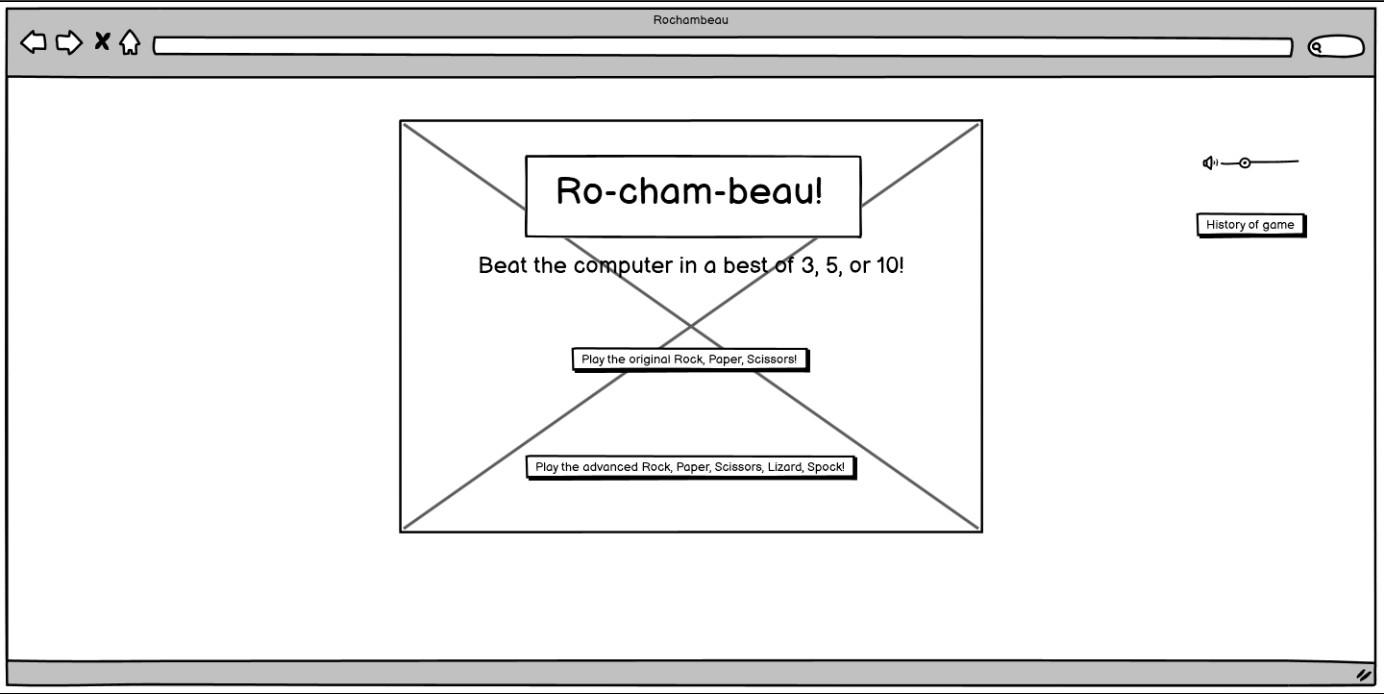 Rochambeau
Ro-cham-beau!
History of game
Beat the computer in a best of 3, 5, or 10!
Play the original Rock, Paper, Scissors!
Play the advanced Rock, Paper, Scissors, Lizard, Spock!